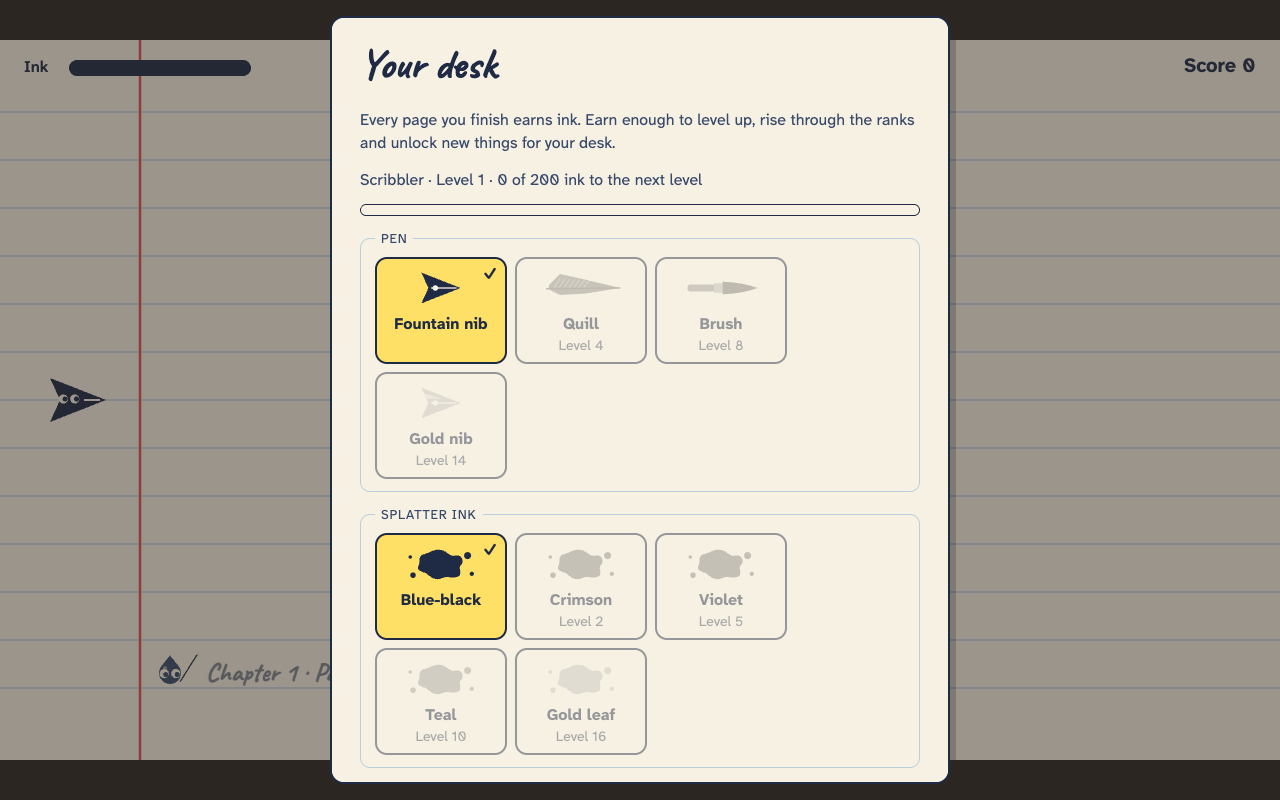 Ink
Score 0
Your desk
Every page you finish earns ink. Earn enough to level up, rise through the ranks
and unlock new things for your desk.
Scribbler · Level 1 · 0 of 200 ink to the next level
PEN
Fountain nib
Quill
Level 4
Brush
Level 8
Gold nib
Level 14
SPLATTER INK
Blue-black
Crimson
Level 2
Violet
Level 5
Teal
Level 10
Gold leaf
Level 16
Chapter 1 ·